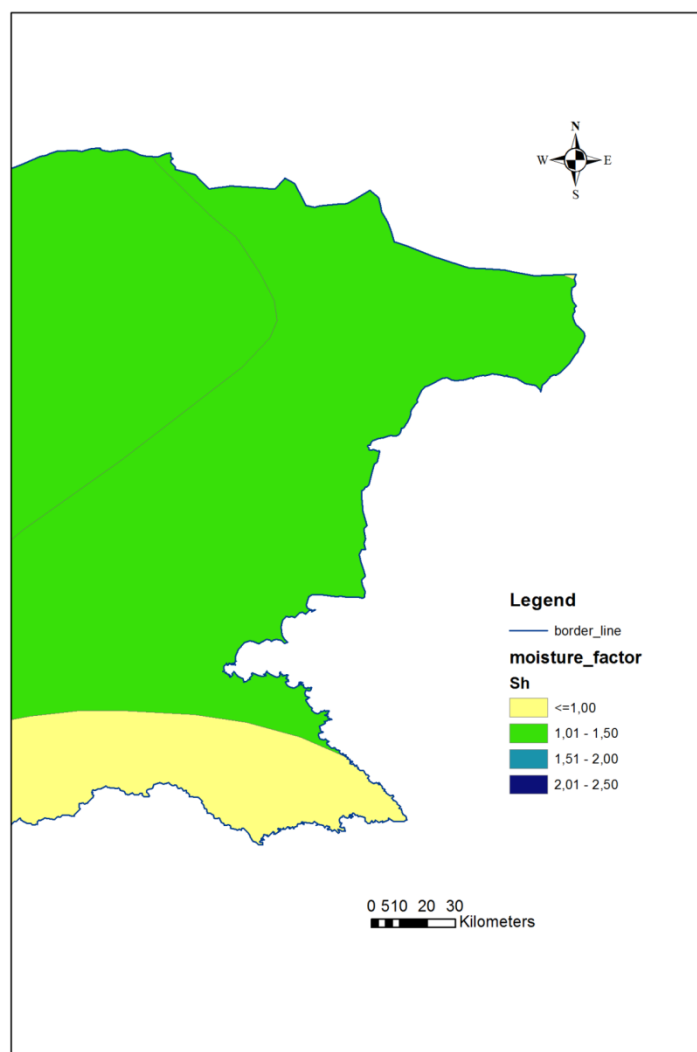 N
W E
S
Legend
border_line
moisture_factor
Sh
<=1,00
1,01 - 1,50
1,51 - 2,00
2,01 - 2,50
0 510 20 30
Kilometers